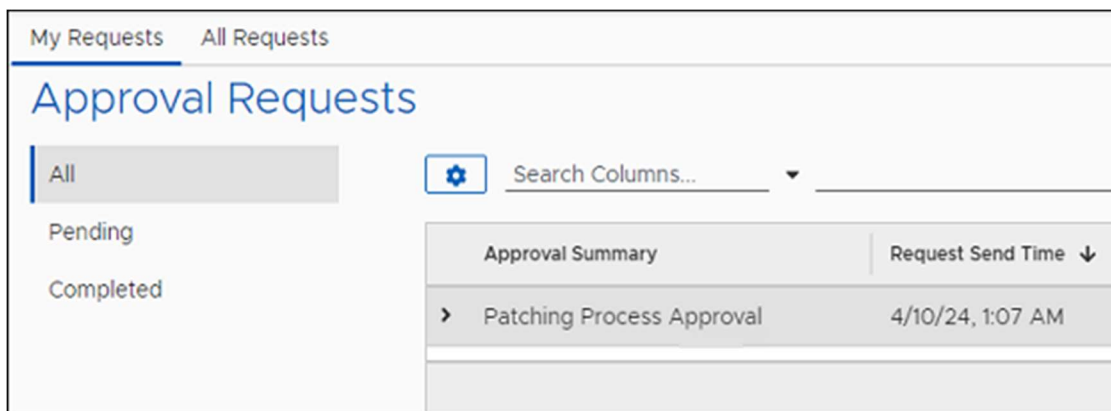 My Requests All Requests
Approval Requests
All
Search Columns...
Pending
Approval Summary Request Send Time
Completed
Patching Process Approval 4/10/24, 1:07 AM